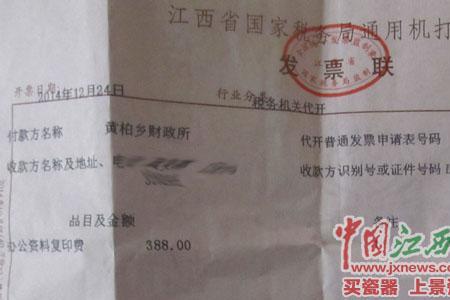 江西省国家税务局通用机打
发票联
开票日期 2014年12月24日 行业分类 税务机关代开
付款方名称 黄柏乡财政所 代开普通发票申请表号码
收款方名称及地址、 收款方识别号或证件号码
品目及金额 备注
办公资料复印费 388.00
中国江西
www.jxnews.com
买瓷器 上景